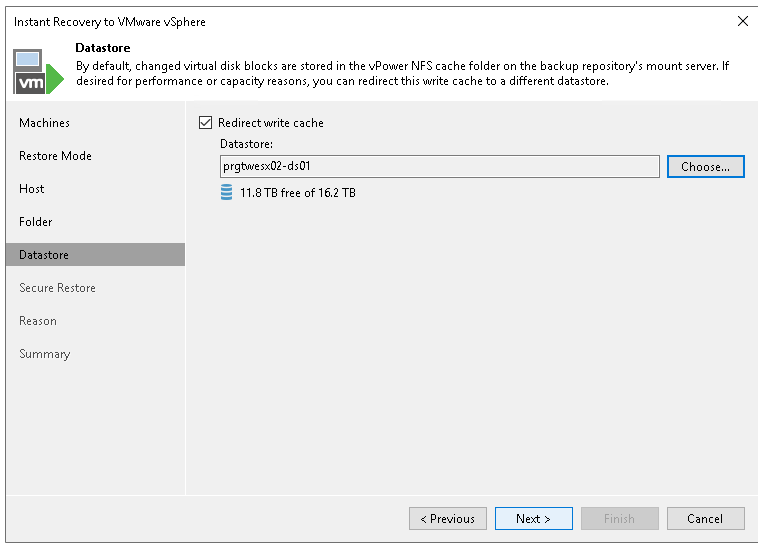 Instant Recovery to VMware vSphere
Datastore
By default, changed virtual disk blocks are stored in the vPower NFS cache folder on the backup repository's mount server. If
desired for performance or capacity reasons, you can redirect this write cache to a different datastore.
vm
Machines
Restore Mode
Host
Folder
Datastore
Secure Restore
Reason
Summary
Redirect write cache
Datastore:
prgtwesx02-ds01
Choose...
11.8 TB free of 16.2 TB
< Previous
Next >
Finish
Cancel